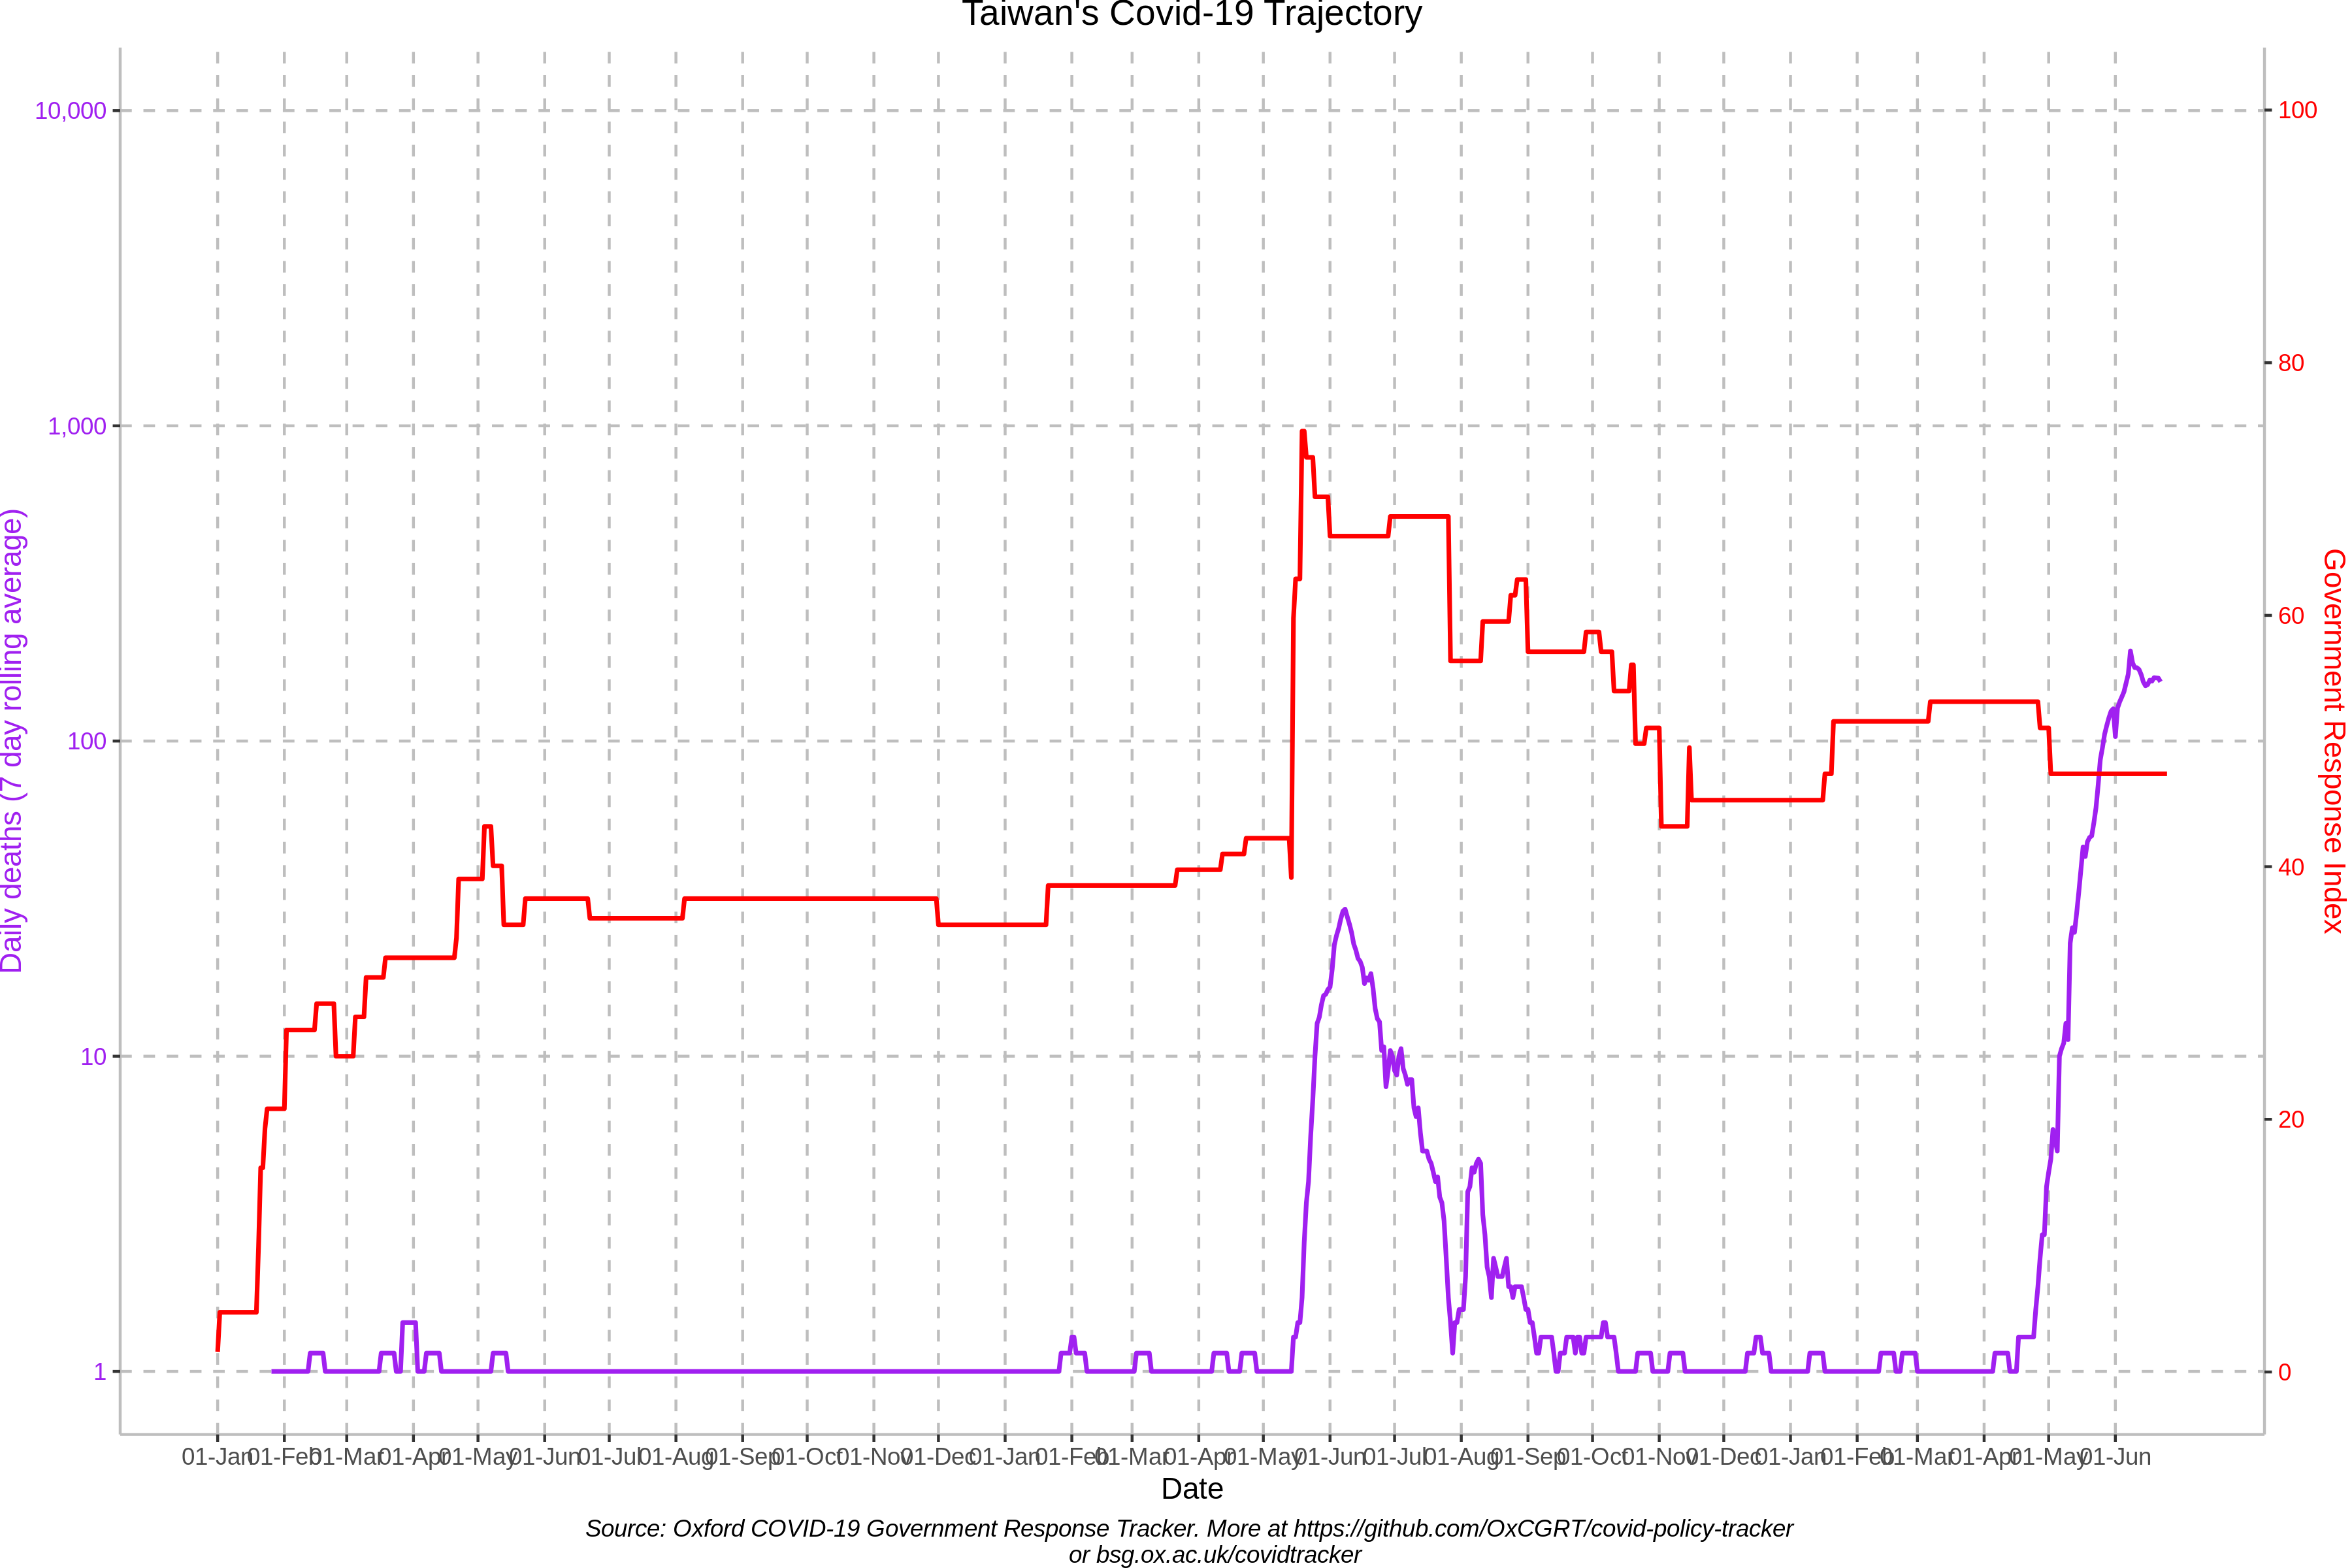 Taiwan's Covid-19 Trajectory
10,000
1,000
100
10
1
Daily deaths (7 day rolling average)
100
80
60
40
20
0
Government Response Index
01-Jan 01-Feb 01-Mar 01-Apr 01-May 01-Jun 01-Jul 01-Aug 01-Sep 01-Oct 01-Nov 01-Dec 01-Jan 01-Feb 01-Mar 01-Apr 01-May 01-Jun 01-Jul 01-Aug 01-Sep 01-Oct 01-Nov 01-Dec 01-Jan 01-Feb 01-Mar 01-Apr 01-May 01-Jun
Date
Source: Oxford COVID-19 Government Response Tracker. More at https://github.com/OxCGRT/covid-policy-tracker
or bsg.ox.ac.uk/covidtracker